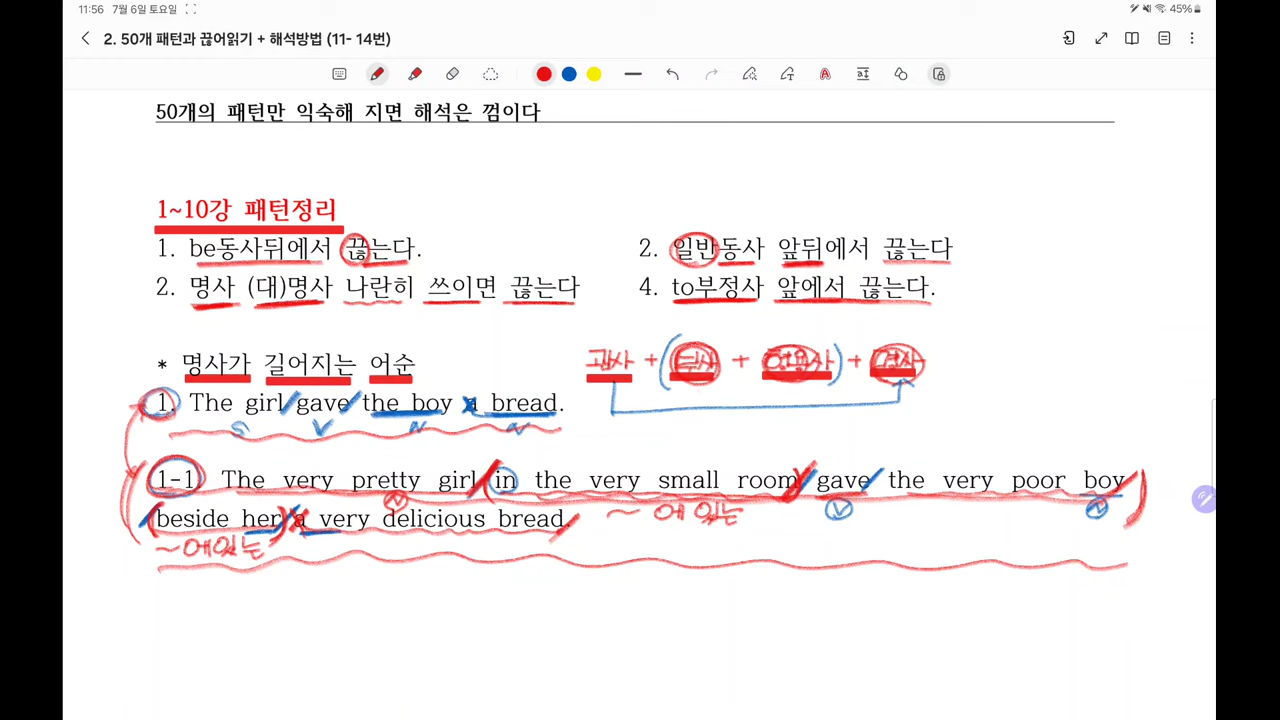 11:56 7월 6일 토요일 45%
2. 50개 패턴과 끊어읽기 + 해석방법 (11- 14번)
50개의 패턴만 익숙해 지면 해석은 껌이다
1~10강 패턴정리
1. be동사뒤에서 끊는다. 2. 일반동사 앞뒤에서 끊는다
2. 명사 (대)명사 나란히 쓰이면 끊는다 4. to부정사 앞에서 끊는다.
* 명사가 길어지는 어순 관사 + (부사 + 형용사) + 명사
1. The girl gave the boy a bread.
S V N N
1-1) The very pretty girl (in the very small room) gave the very poor boy
N ~에 있는 V N
(beside her) a very delicious bread.
~에있는